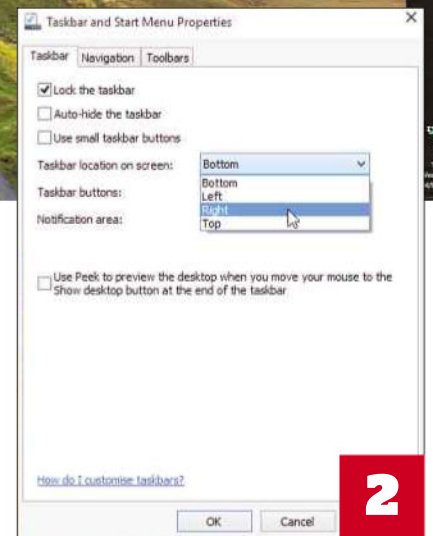 Taskbar and Start Menu Properties
Taskbar Navigation Toolbars
Lock the taskbar
Auto-hide the taskbar
Use small taskbar buttons
Taskbar location on screen: Bottom
Bottom
Left
Taskbar buttons:
Right
Notification area:
Top
Use Peek to preview the desktop when you move your mouse to the
Show desktop button at the end of the taskbar
How do I customise taskbars?
2
OK Cancel